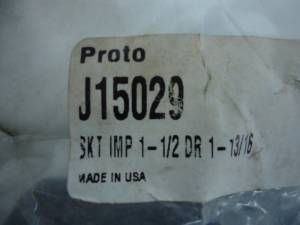 Proto
J15029
SKT IMP 1-1/2 DR 1-13/16
MADE IN USA